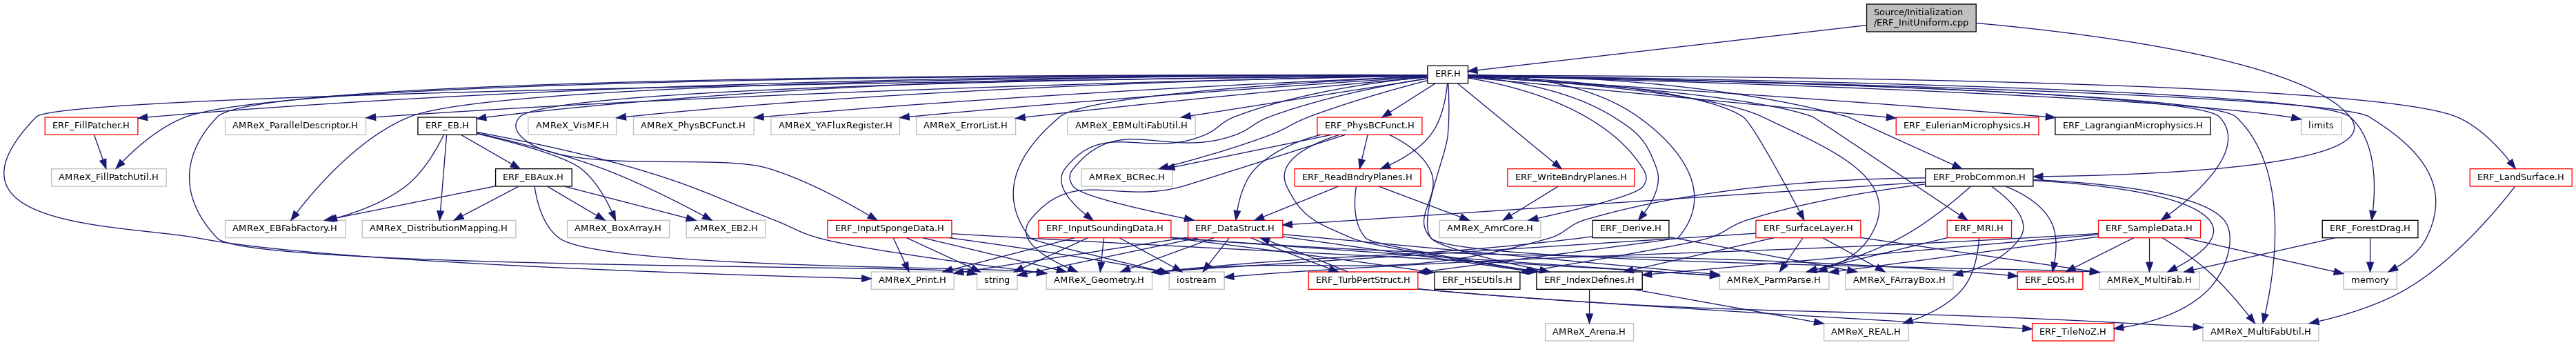 Source/Initialization
/ERF_InitUniform.cpp
ERF.H
ERF_FillPatcher.H
AMReX_ParallelDescriptor.H
ERF_EB.H
AMReX_VisMF.H
AMReX_PhysBCFunct.H
AMReX_YAFluxRegister.H
AMReX_ErrorList.H
AMReX_EBMultiFabUtil.H
ERF_PhysBCFunct.H
ERF_EulerianMicrophysics.H
ERF_LagrangianMicrophysics.H
limits
AMReX_FillPatchUtil.H
ERF_EBAux.H
AMReX_BCRec.H
ERF_ReadBndryPlanes.H
ERF_WriteBndryPlanes.H
ERF_ProbCommon.H
ERF_LandSurface.H
AMReX_EBFabFactory.H
AMReX_DistributionMapping.H
AMReX_BoxArray.H
AMReX_EB2.H
ERF_InputSpongeData.H
ERF_InputSoundingData.H
ERF_DataStruct.H
AMReX_AmrCore.H
ERF_Derive.H
ERF_SurfaceLayer.H
ERF_MRI.H
ERF_SampleData.H
ERF_ForestDrag.H
AMReX_Print.H
string
AMReX_Geometry.H
iostream
ERF_TurbPertStruct.H
ERF_HSEUtils.H
ERF_IndexDefines.H
AMReX_ParmParse.H
AMReX_FArrayBox.H
ERF_EOS.H
AMReX_MultiFab.H
memory
AMReX_Arena.H
AMReX_REAL.H
ERF_TileNoZ.H
AMReX_MultiFabUtil.H